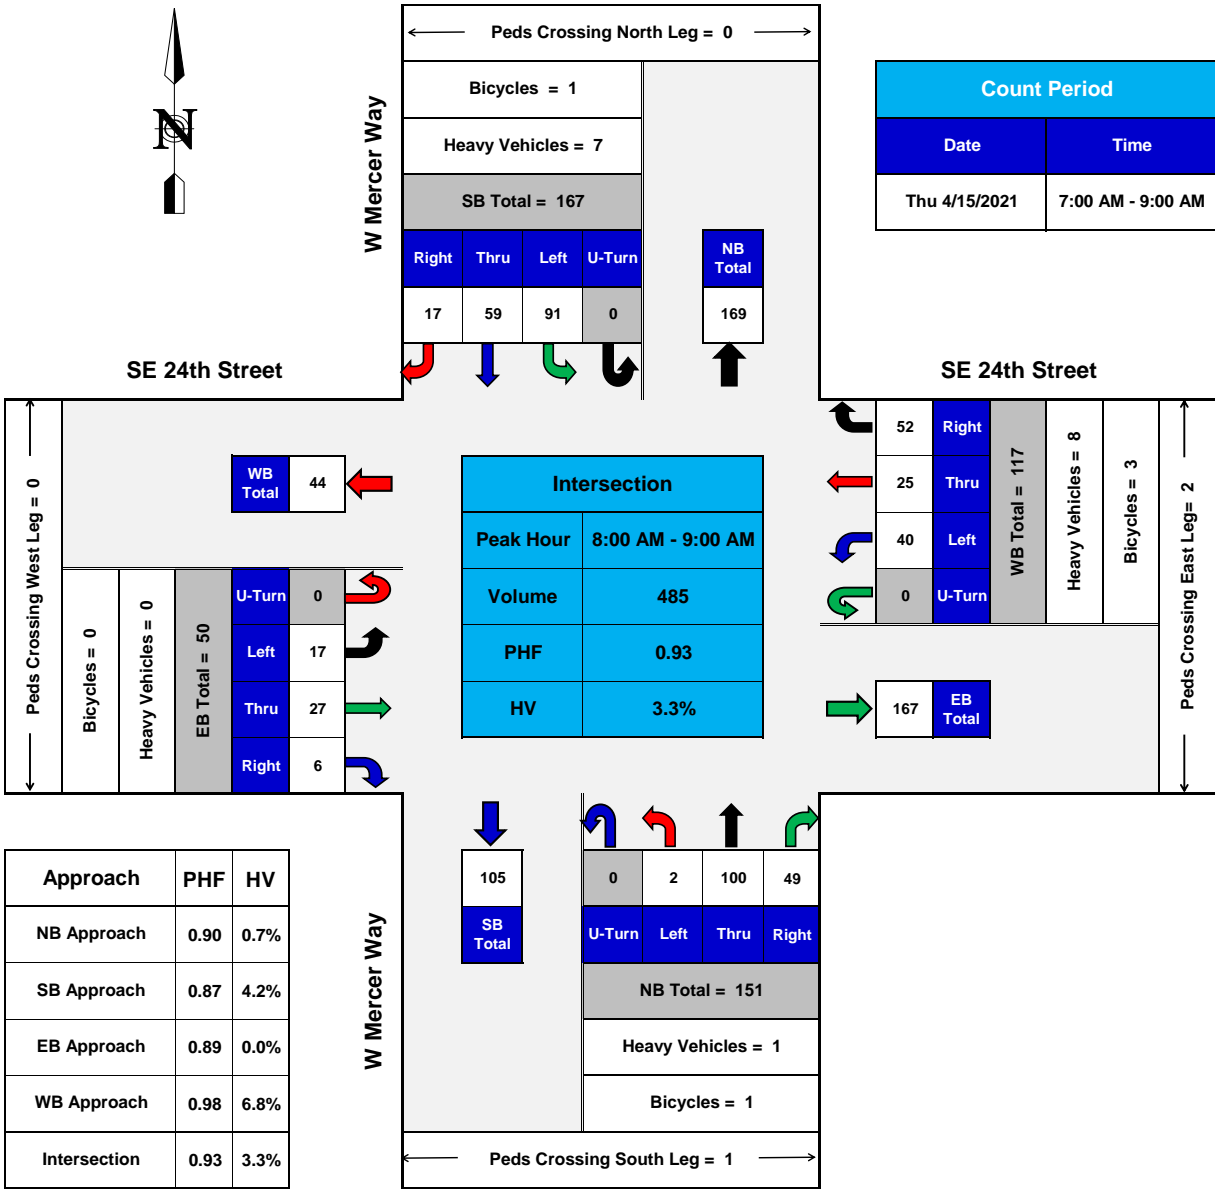 Peds Crossing North Leg = 0
N
W Mercer Way
Bicycles = 1
Heavy Vehicles = 7
SB Total = 167
Right Thru Left U-Turn
17 59 91 0
NB
Total
169
Count Period
Date Time
Thu 4/15/2021 7:00 AM - 9:00 AM
SE 24th Street
SE 24th Street
Peds Crossing West Leg = 0
Bicycles = 0
Heavy Vehicles = 0
EB Total = 50
WB
Total
44
U-Turn 0
Left 17
Thru 27
Right 6
Intersection
Peak Hour 8:00 AM - 9:00 AM
Volume 485
PHF 0.93
HV 3.3%
52 Right
25 Thru
40 Left
0 U-Turn
WB Total = 117
Heavy Vehicles = 8
Bicycles = 3
Peds Crossing East Leg= 2
167
EB
Total
105
SB
Total
0 2 100 49
U-Turn Left Thru Right
NB Total = 151
Heavy Vehicles = 1
Bicycles = 1
Peds Crossing South Leg = 1
W Mercer Way
Approach PHF HV
NB Approach 0.90 0.7%
SB Approach 0.87 4.2%
EB Approach 0.89 0.0%
WB Approach 0.98 6.8%
Intersection 0.93 3.3%